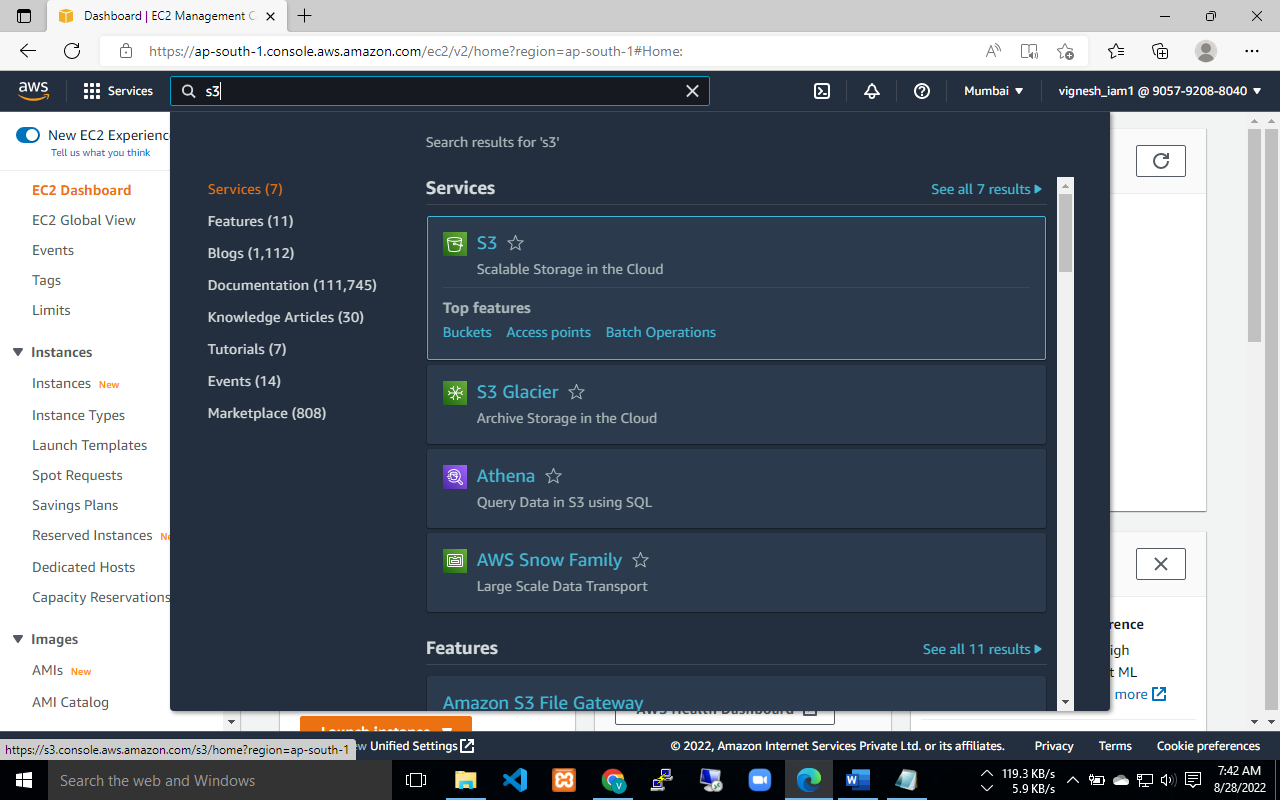 Dashboard | EC2 Management C
https://ap-south-1.console.aws.amazon.com/ec2/v2/home?region=ap-south-1#Home:
aws
Services
s3
Mumbai
vignesh_iam1 @ 9057-9208-8040
New EC2 Experience
Tell us what you think
EC2 Dashboard
EC2 Global View
Events
Tags
Limits
Instances
Instances New
Instance Types
Launch Templates
Spot Requests
Savings Plans
Reserved Instances Ne
Dedicated Hosts
Capacity Reservations
Images
AMIs New
AMI Catalog
Search results for 's3'
Services (7)
Features (11)
Blogs (1,112)
Documentation (111,745)
Knowledge Articles (30)
Tutorials (7)
Events (14)
Marketplace (808)
Services
See all 7 results
S3
Scalable Storage in the Cloud
Top features
Buckets Access points Batch Operations
S3 Glacier
Archive Storage in the Cloud
Athena
Query Data in S3 using SQL
AWS Snow Family
Large Scale Data Transport
Features
See all 11 results
Amazon S3 File Gateway
Launch instance
AWS Health Dashboard
rence
igh
t ML
more
https://s3.console.aws.amazon.com/s3/home?region=ap-south-1
ew Unified Settings
© 2022, Amazon Internet Services Private Ltd. or its affiliates.
Privacy
Terms
Cookie preferences
Search the web and Windows
119.3 KB/s
5.9 KB/s
7:42 AM
8/28/2022